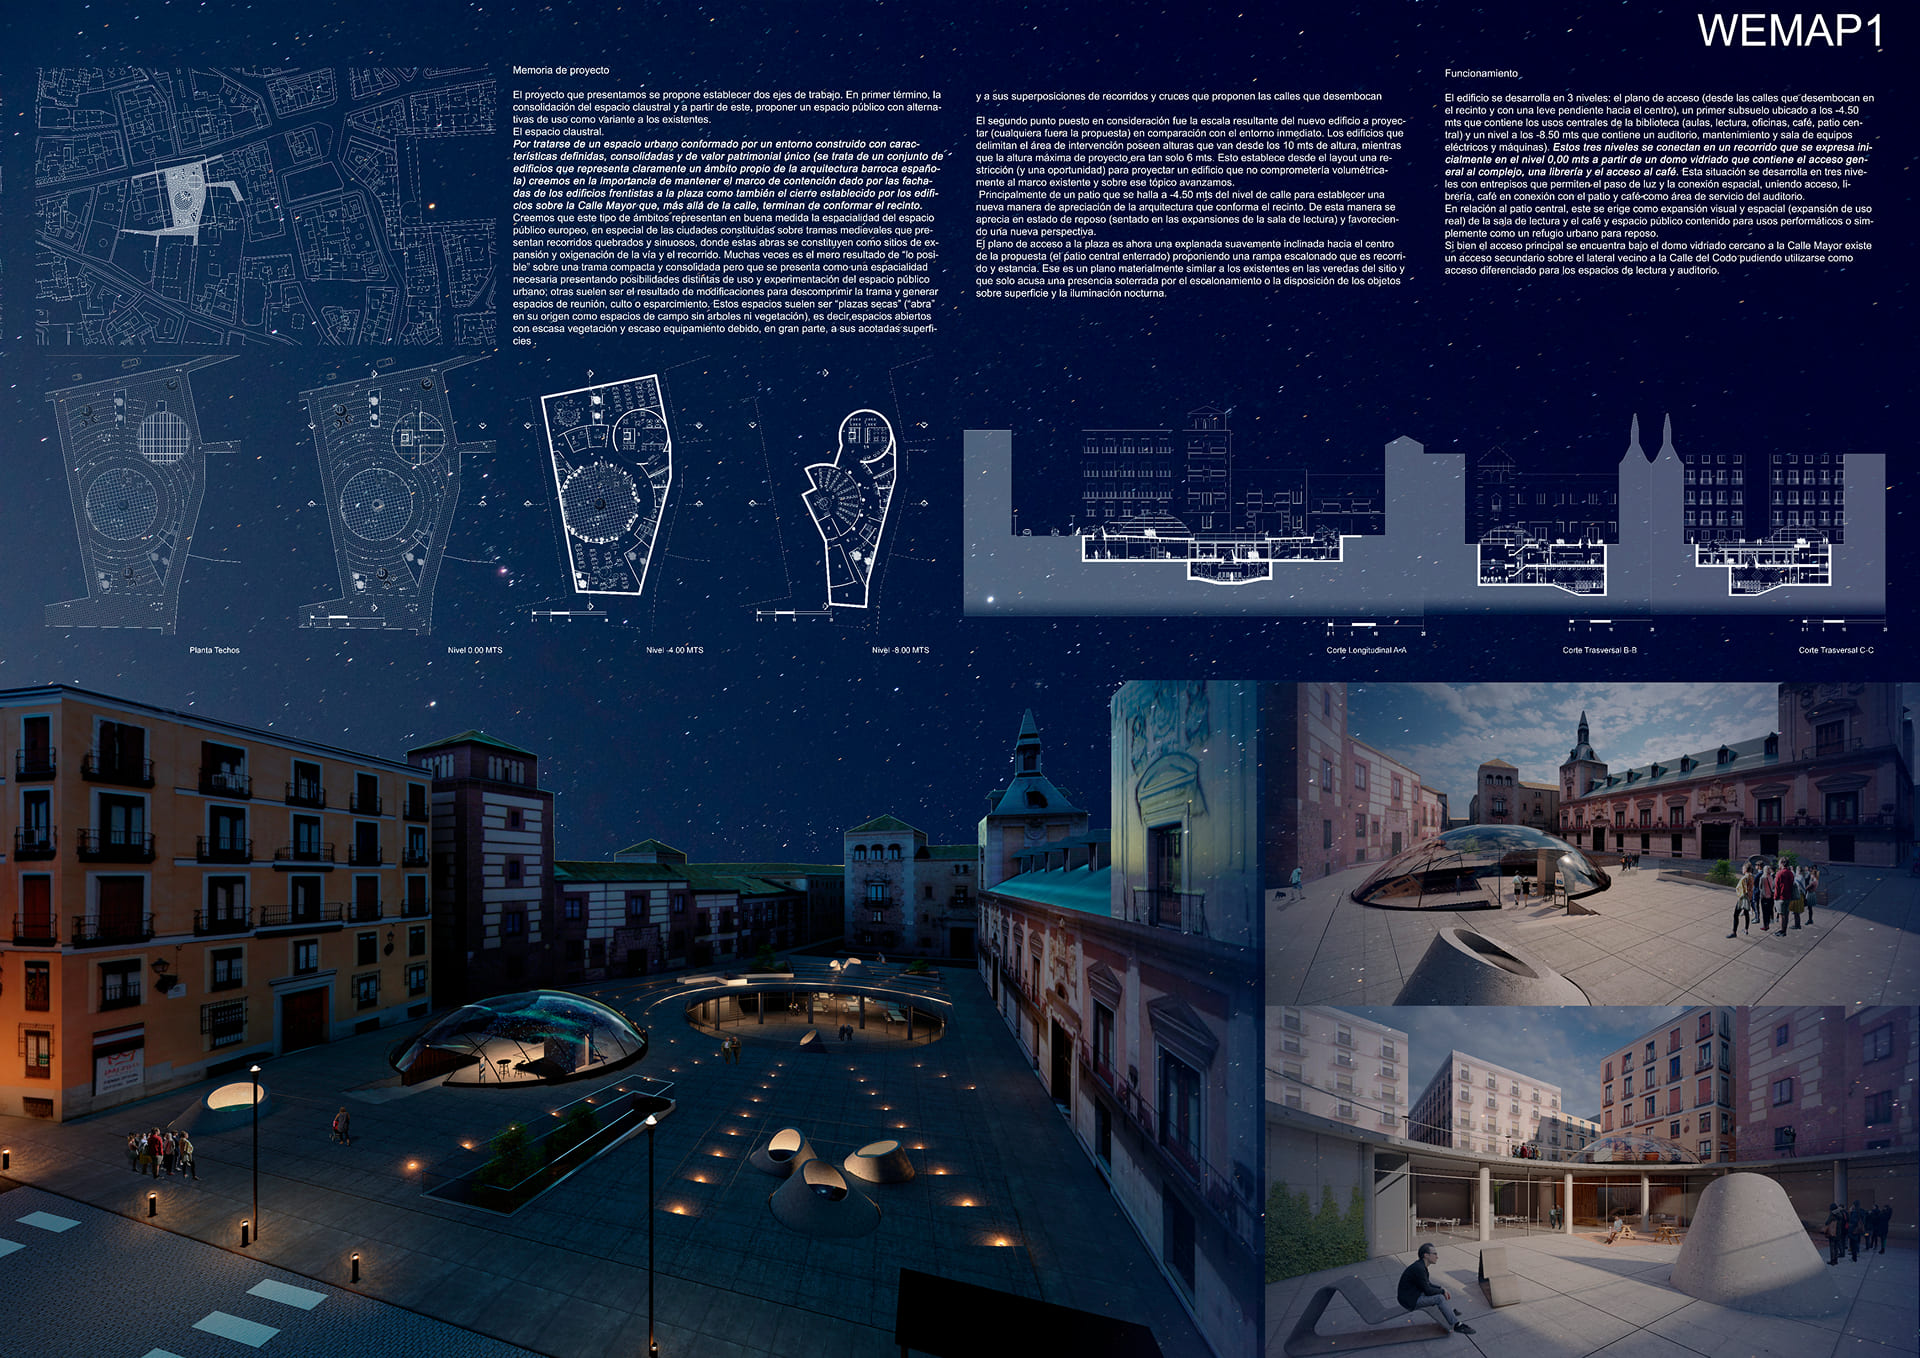 WEMAP1
Memoria de proyecto
El proyecto que presentamos se propone establecer dos ejes de trabajo. En primer término, la
consolidación del espacio claustral y a partir de este, proponer un espacio público con alterna-
tivas de uso como variante a los existentes.
El espacio claustral.
Por tratarse de un espacio urbano conformado por un entorno construido con carac-
terísticas definidas, consolidadas y de valor patrimonial único (se trata de un conjunto de
edificios que representa claramente un ámbito propio de la arquitectura barroca españo-
la) creemos en la importancia de mantener el marco de contención dado por las facha-
das de los edificios frentistas a la plaza como también el cierre establecido por los edifi-
cios sobre la Calle Mayor que, más allá de la calle, terminan de conformar el recinto.
Creemos que este tipo de ámbitos representan en buena medida la espacialidad del espacio
público europeo, en especial de las ciudades constituidas sobre tramas medievales que pre-
sentan recorridos quebrados y sinuosos, donde estas abras se constituyen como sitios de ex-
pansión y oxigenación de la vía y el recorrido. Muchas veces es el mero resultado de “lo posi-
ble” sobre una trama compacta y consolidada pero que se presenta como una espacialidad
necesaria presentando posibilidades distintas de uso y experimentación del espacio público
urbano; otras suelen ser el resultado de modificaciones para descomprimir la trama y generar
espacios de reunión, culto o esparcimiento. Estos espacios suelen ser “plazas secas” (“abra”
en su origen como espacios de campo sin arboles ni vegetación), es decir,espacios abiertos
con escasa vegetación y escaso equipamiento debido, en gran parte, a sus acotadas superfi-
cies .
y a sus superposiciones de recorridos y cruces que proponen las calles que desembocan
El segundo punto puesto en consideración fue la escala resultante del nuevo edificio a proyec-
tar (cualquiera fuera la propuesta) en comparación con el entorno inmediato. Los edificios que
delimitan el área de intervención poseen alturas que van desde los 10 mts de altura, mientras
que la altura máxima de proyecto era tan solo 6 mts. Esto establece desde el layout una re-
stricción (y una oportunidad) para proyectar un edificio que no comprometería volumétrica-
mente al marco existente y sobre ese tópico avanzamos.
Principalmente de un patio que se halla a -4.50 mts del nivel de calle para establecer una
nueva manera de apreciación de la arquitectura que conforma el recinto. De esta manera se
aprecia en estado de reposo (sentado en las expansiones de la sala de lectura) y favorecien-
do una nueva perspectiva.
El plano de acceso a la plaza es ahora una explanada suavemente inclinada hacia el centro
de la propuesta (el patio central enterrado) proponiendo una rampa escalonado que es recorri-
do y estancia. Ese es un plano materialmente similar a los existentes en las veredas del sitio y
que solo acusa una presencia soterrada por el escalonamiento o la disposición de los objetos
sobre superficie y la iluminación nocturna.
Funcionamiento
El edificio se desarrolla en 3 niveles: el plano de acceso (desde las calles que desembocan en
el recinto y con una leve pendiente hacia el centro), un primer subsuelo ubicado a los -4.50
mts que contiene los usos centrales de la biblioteca (aulas, lectura, oficinas, café, patio cen-
tral) y un nivel a los -8.50 mts que contiene un auditorio, mantenimiento y sala de equipos
eléctricos y máquinas). Estos tres niveles se conectan en un recorrido que se expresa ini-
cialmente en el nivel 0,00 mts a partir de un domo vidriado que contiene el acceso gen-
eral al complejo, una librería y el acceso al café. Esta situación se desarrolla en tres nive-
les con entrepisos que permiten el paso de luz y la conexión espacial, uniendo acceso, li-
brería, café en conexión con el patio y café como área de servicio del auditorio.
En relación al patio central, este se erige como expansión visual y espacial (expansión de uso
real) de la sala de lectura y el café y espacio público contenido para usos performáticos o sim-
plemente como un refugio urbano para reposo.
Si bien el acceso principal se encuentra bajo el domo vidriado cercano a la Calle Mayor existe
un acceso secundario sobre el lateral vecino a la Calle del Codo pudiendo utilizarse como
acceso diferenciado para los espacios de lectura y auditorio.
Planta Techos
Nivel 0.00 MTS
Nivel -4.00 MTS
Nivel -8.00 MTS
Corte Longitudinal A-A
Corte Trasversal B-B
Corte Trasversal C-C